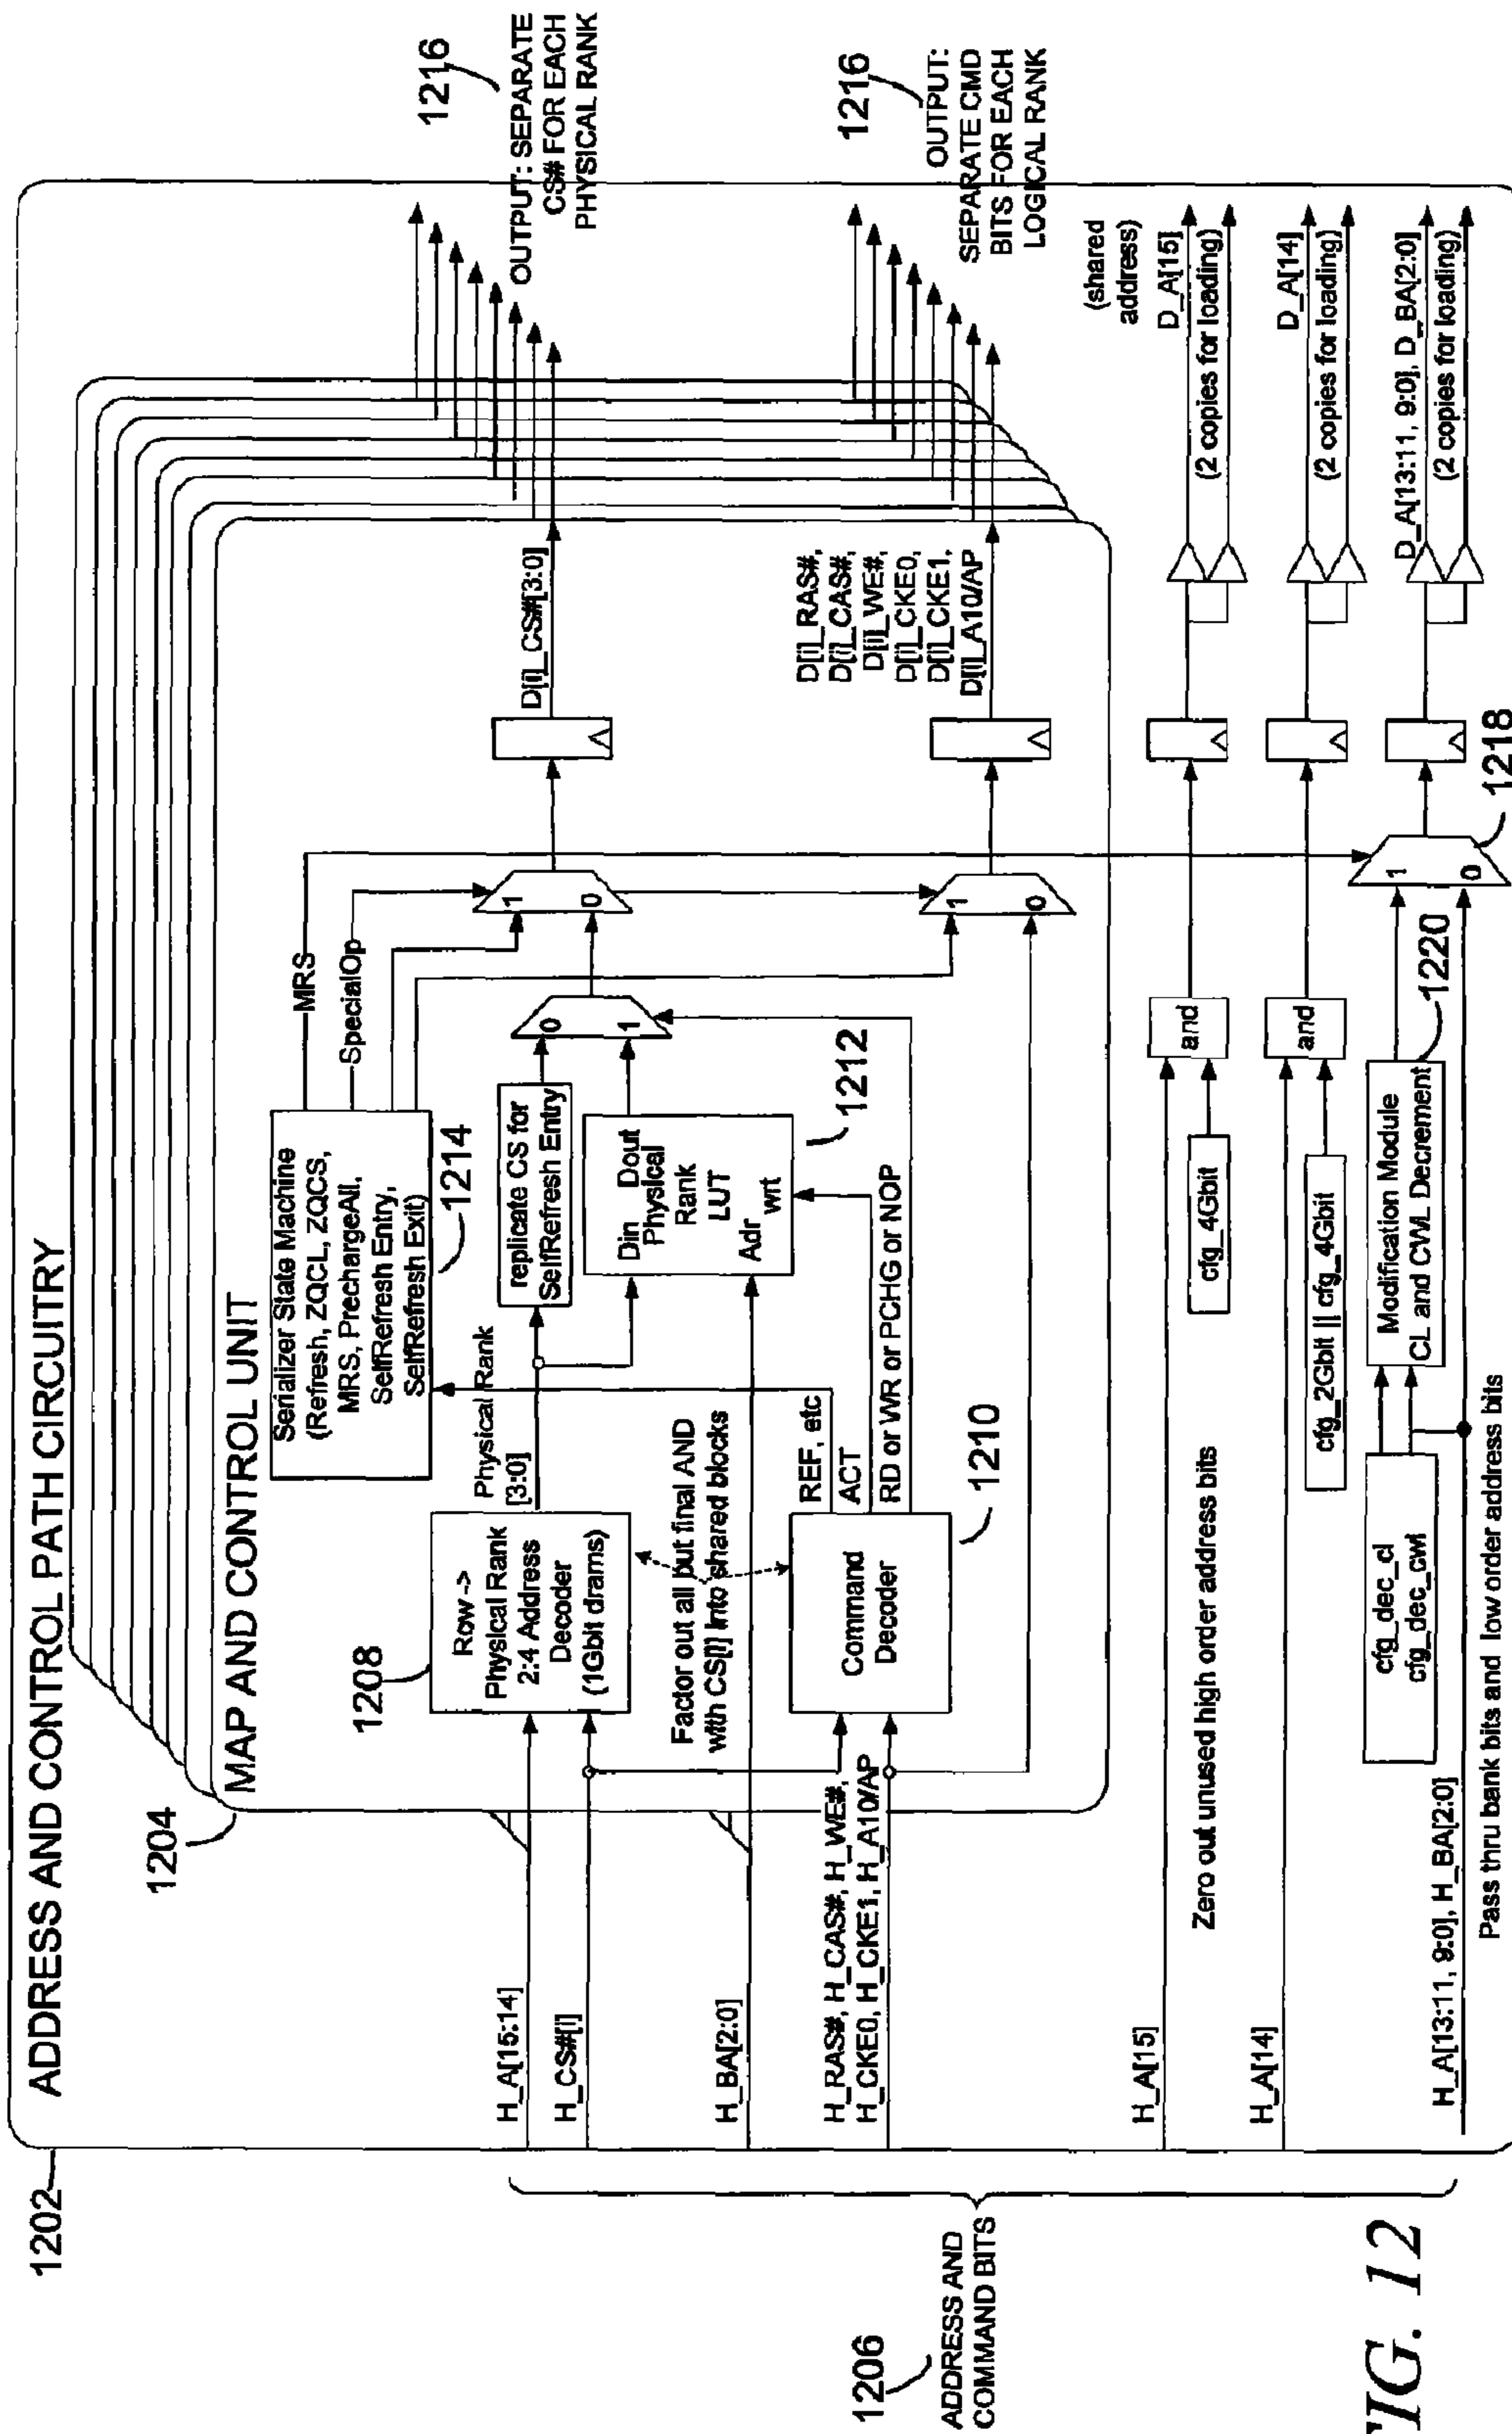 1202
ADDRESS AND CONTROL PATH CIRCUITRY
1204
MAP AND CONTROL UNIT
1206
ADDRESS AND
COMMAND BITS
H_A[15:14]
H_CS#[i]
H_BA[2:0]
H_RAS#, H_CAS#, H_WE#,
H_CKE0, H_CKE1, H_A10/AP
H_A[15]
H_A[14]
H_A[13:11, 9:0], H_BA[2:0]
1208
Row ->
Physical Rank
2:4 Address
Decoder
(1Gbit drams)
Physical Rank
[3:0]
Factor out all but final AND
with CS[i] into shared blocks
Command
Decoder
1210
REF, etc
ACT
RD or WR or PCHG or NOP
Serializer State Machine
(Refresh, ZQCL, ZQCS,
MRS, PrechargeAll,
SelfRefresh Entry,
SelfRefresh Exit)
1214
MRS
SpecialOp
replicate CS for
SelfRefresh Entry
Din Dout
Physical
Rank
LUT
Adr wrt
1212
0
1
1
0
1
0
D[i]_CS#[3:0]
D[i]_RAS#,
D[i]_CAS#,
D[i]_WE#,
D[i]_CKE0,
D[i]_CKE1,
D[i]_A10/AP
1216
OUTPUT: SEPARATE
CS# FOR EACH
PHYSICAL RANK
1216
OUTPUT:
SEPARATE CMD
BITS FOR EACH
LOGICAL RANK
Zero out unused high order address bits
cfg_4Gbit
and
(shared
address)
D_A[15]
(2 copies for loading)
cfg_2Gbit || cfg_4Gbit
and
D_A[14]
(2 copies for loading)
cfg_dec_cl
cfg_dec_cwl
Modification Module
CL and CWL Decrement
1220
1
0
1218
D_A[13:11, 9:0], D_BA[2:0]
(2 copies for loading)
Pass thru bank bits and low order address bits
FIG. 12